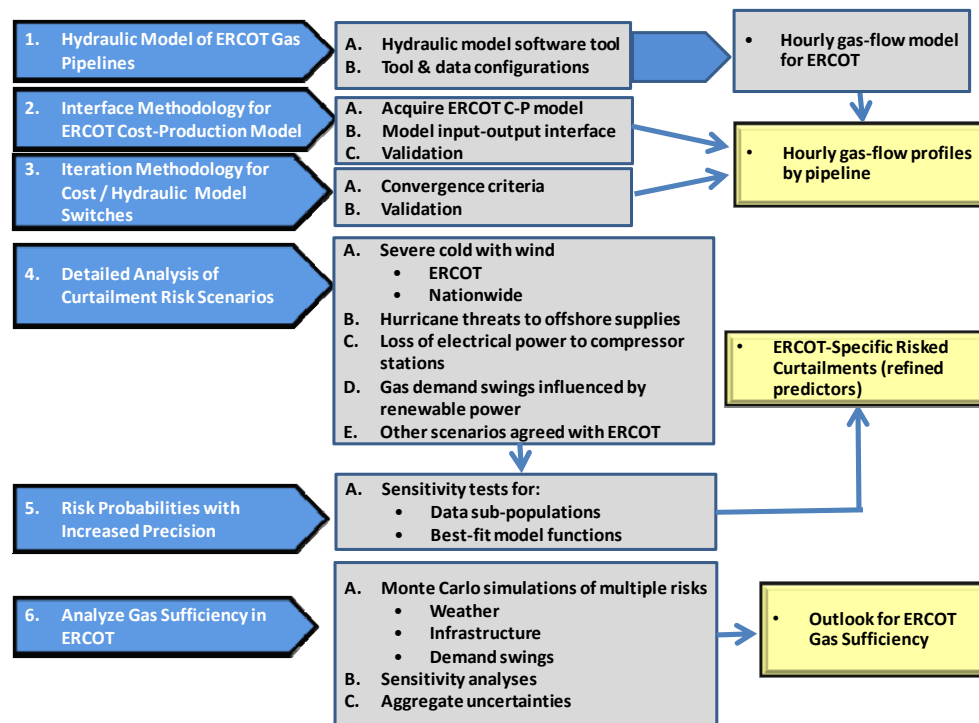 1. Hydraulic Model of ERCOT Gas
Pipelines
A. Hydraulic model software tool
B. Tool & data configurations
• Hourly gas-flow model
for ERCOT
2. Interface Methodology for
ERCOT Cost-Production Model
A. Acquire ERCOT C-P model
B. Model input-output interface
C. Validation
• Hourly gas-flow profiles
by pipeline
3. Iteration Methodology for
Cost / Hydraulic Model
Switches
A. Convergence criteria
B. Validation
4. Detailed Analysis of
Curtailment Risk Scenarios
A. Severe cold with wind
• ERCOT
• Nationwide
B. Hurricane threats to offshore supplies
C. Loss of electrical power to compressor
stations
D. Gas demand swings influenced by
renewable power
E. Other scenarios agreed with ERCOT
• ERCOT-Specific Risked
Curtailments (refined
predictors)
5. Risk Probabilities with
Increased Precision
A. Sensitivity tests for:
• Data sub-populations
• Best-fit model functions
6. Analyze Gas Sufficiency in
ERCOT
A. Monte Carlo simulations of multiple risks
• Weather
• Infrastructure
• Demand swings
B. Sensitivity analyses
C. Aggregate uncertainties
• Outlook for ERCOT
Gas Sufficiency